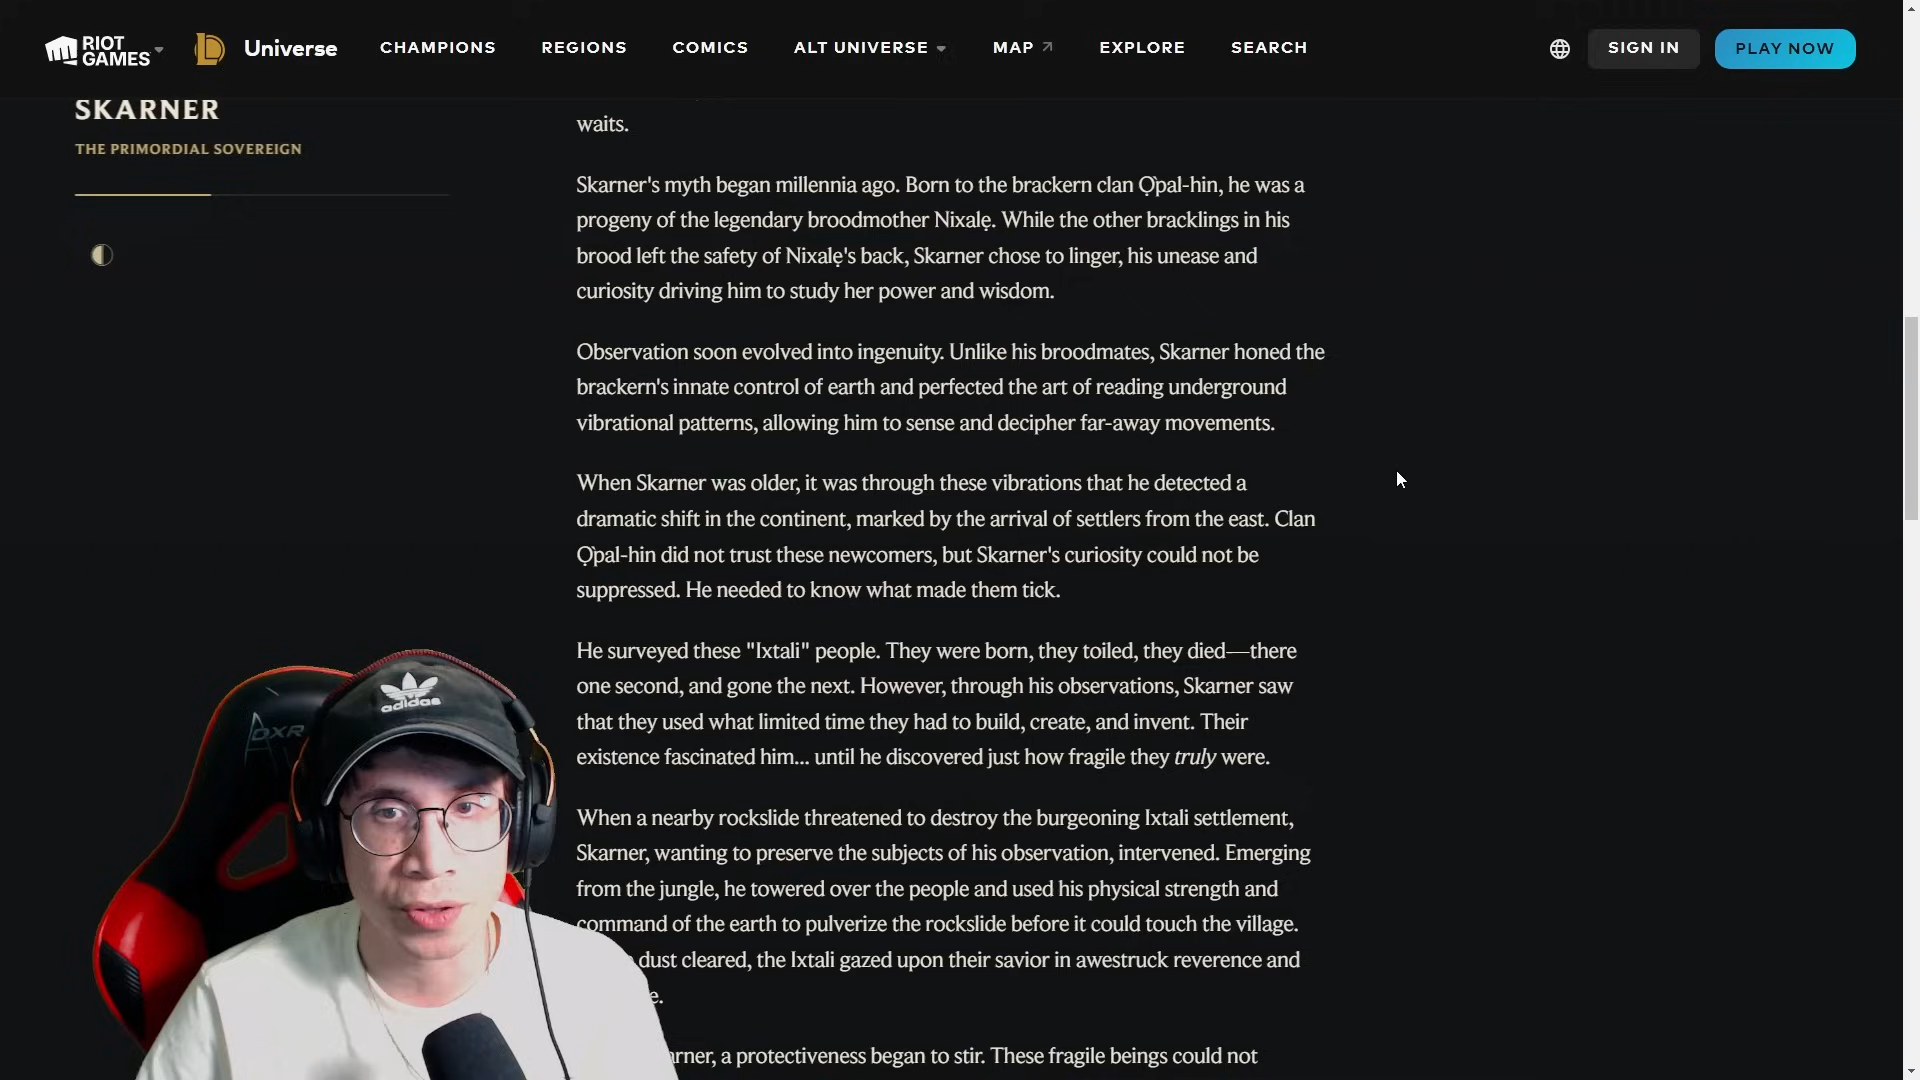 RIOT GAMES
Universe
CHAMPIONS
REGIONS
COMICS
ALT UNIVERSE
MAP
EXPLORE
SEARCH
SIGN IN
PLAY NOW
SKARNER
THE PRIMORDIAL SOVEREIGN
waits.
Skarner's myth began millennia ago. Born to the brackern clan Ọ̀pal-hin, he was a
progeny of the legendary broodmother Nixalẹ. While the other bracklings in his
brood left the safety of Nixalẹ's back, Skarner chose to linger, his unease and
curiosity driving him to study her power and wisdom.
Observation soon evolved into ingenuity. Unlike his broodmates, Skarner honed the
brackern's innate control of earth and perfected the art of reading underground
vibrational patterns, allowing him to sense and decipher far-away movements.
When Skarner was older, it was through these vibrations that he detected a
dramatic shift in the continent, marked by the arrival of settlers from the east. Clan
Ọ̀pal-hin did not trust these newcomers, but Skarner's curiosity could not be
suppressed. He needed to know what made them tick.
He surveyed these "Ixtali" people. They were born, they toiled, they died—there
one second, and gone the next. However, through his observations, Skarner saw
that they used what limited time they had to build, create, and invent. Their
existence fascinated him... until he discovered just how fragile they truly were.
When a nearby rockslide threatened to destroy the burgeoning Ixtali settlement,
Skarner, wanting to preserve the subjects of his observation, intervened. Emerging
from the jungle, he towered over the people and used his physical strength and
command of the earth to pulverize the rockslide before it could touch the village.
dust cleared, the Ixtali gazed upon their savior in awestruck reverence and
a protectiveness began to stir. These fragile beings could not
adidas
DXR